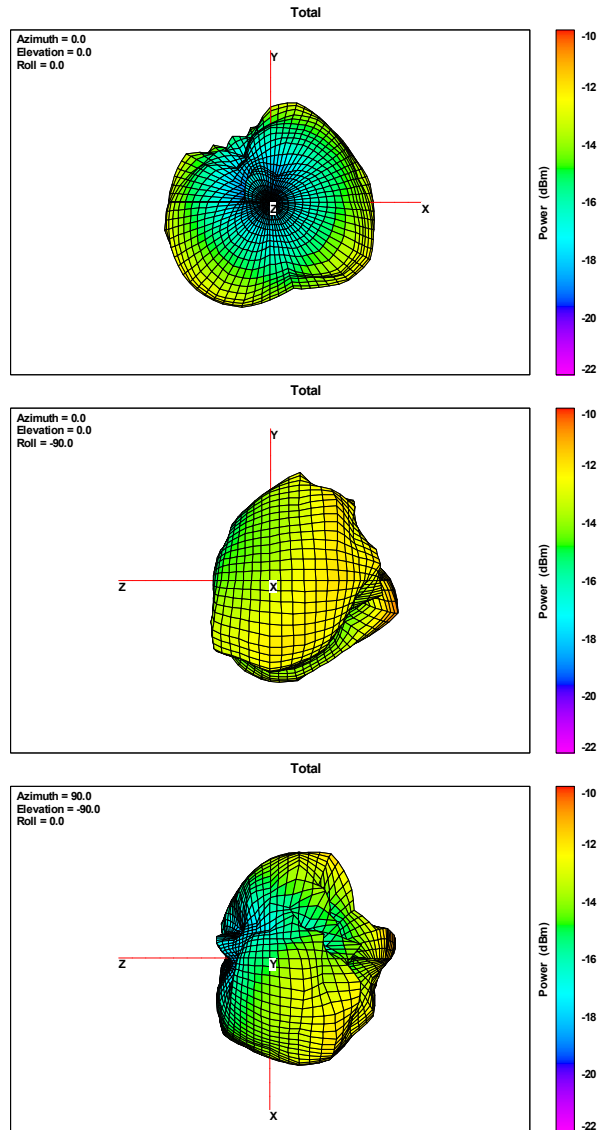 Total
Azimuth = 0.0
Elevation = 0.0
Roll = 0.0
Y
Z
X
-10
-12
-14
-16
-18
-20
-22
Power (dBm)
Total
Azimuth = 0.0
Elevation = 0.0
Roll = -90.0
Y
Z
X
-10
-12
-14
-16
-18
-20
-22
Power (dBm)
Total
Azimuth = 90.0
Elevation = -90.0
Roll = 0.0
Z
Y
X
-10
-12
-14
-16
-18
-20
-22
Power (dBm)